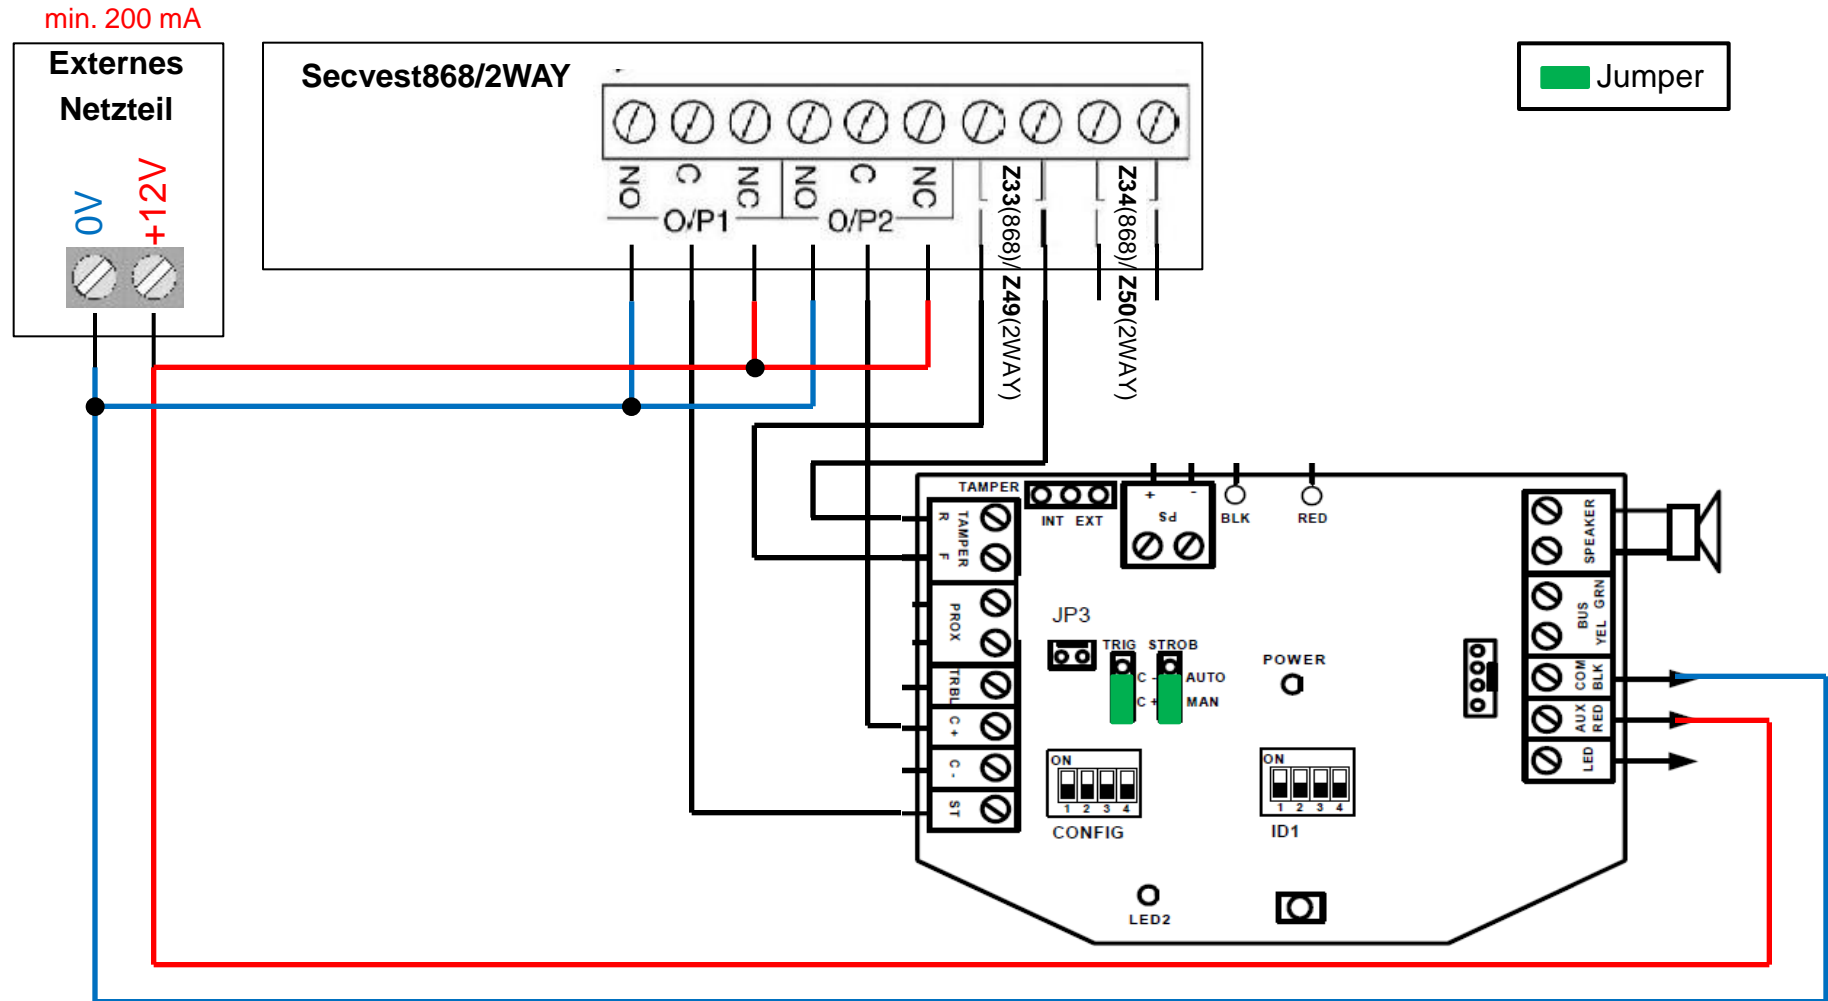 min. 200 mA
Externes
Netzteil
0V
+12V
Secvest868/2WAY
NO
C
NC
NO
C
NC
O/P1
O/P2
Z33(868)/ Z49(2WAY)
Z34(868)/ Z50(2WAY)
Jumper
TAMPER
INT EXT
+ -
PS
BLK
RED
R
F
TAMPER
PROX
TRBL
C +
C -
ST
JP3
TRIG STROB
C - AUTO
C + MAN
POWER
ON
1 2 3 4
CONFIG
ON
1 2 3 4
ID1
LED2
SPEAKER
BUS
YEL GRN
COM
BLK
AUX
RED
LED